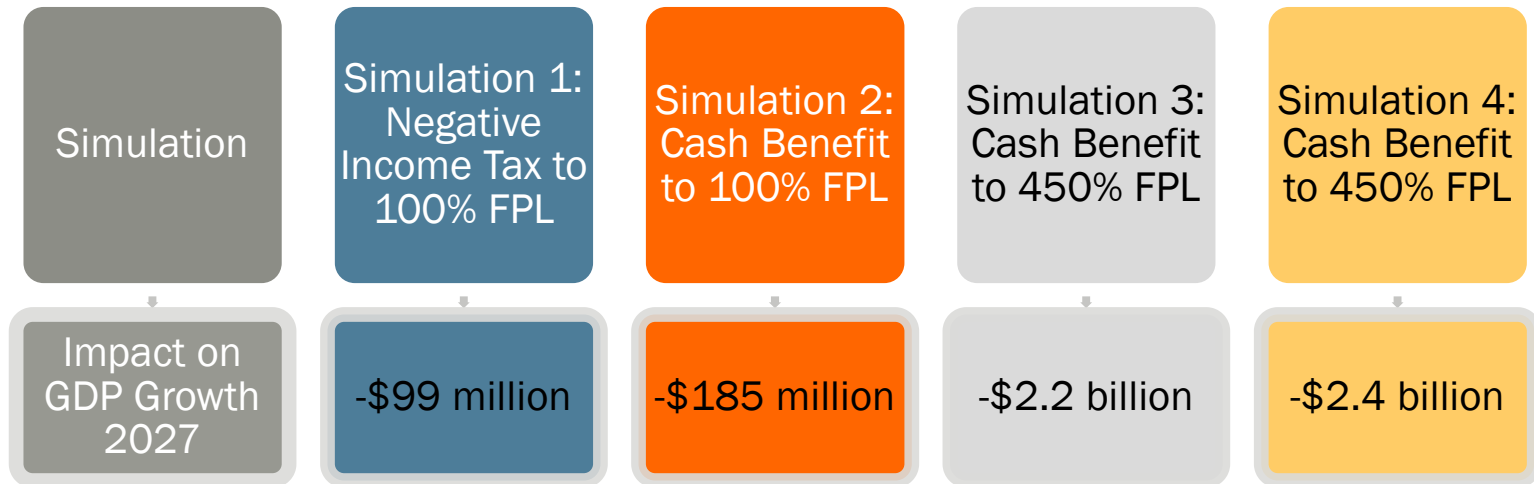 Simulation
Simulation 1:
Negative
Income Tax to
100% FPL
Simulation 2:
Cash Benefit
to 100% FPL
Simulation 3:
Cash Benefit
to 450% FPL
Simulation 4:
Cash Benefit
to 450% FPL
Impact on
GDP Growth
2027
-$99 million
-$185 million
-$2.2 billion
-$2.4 billion